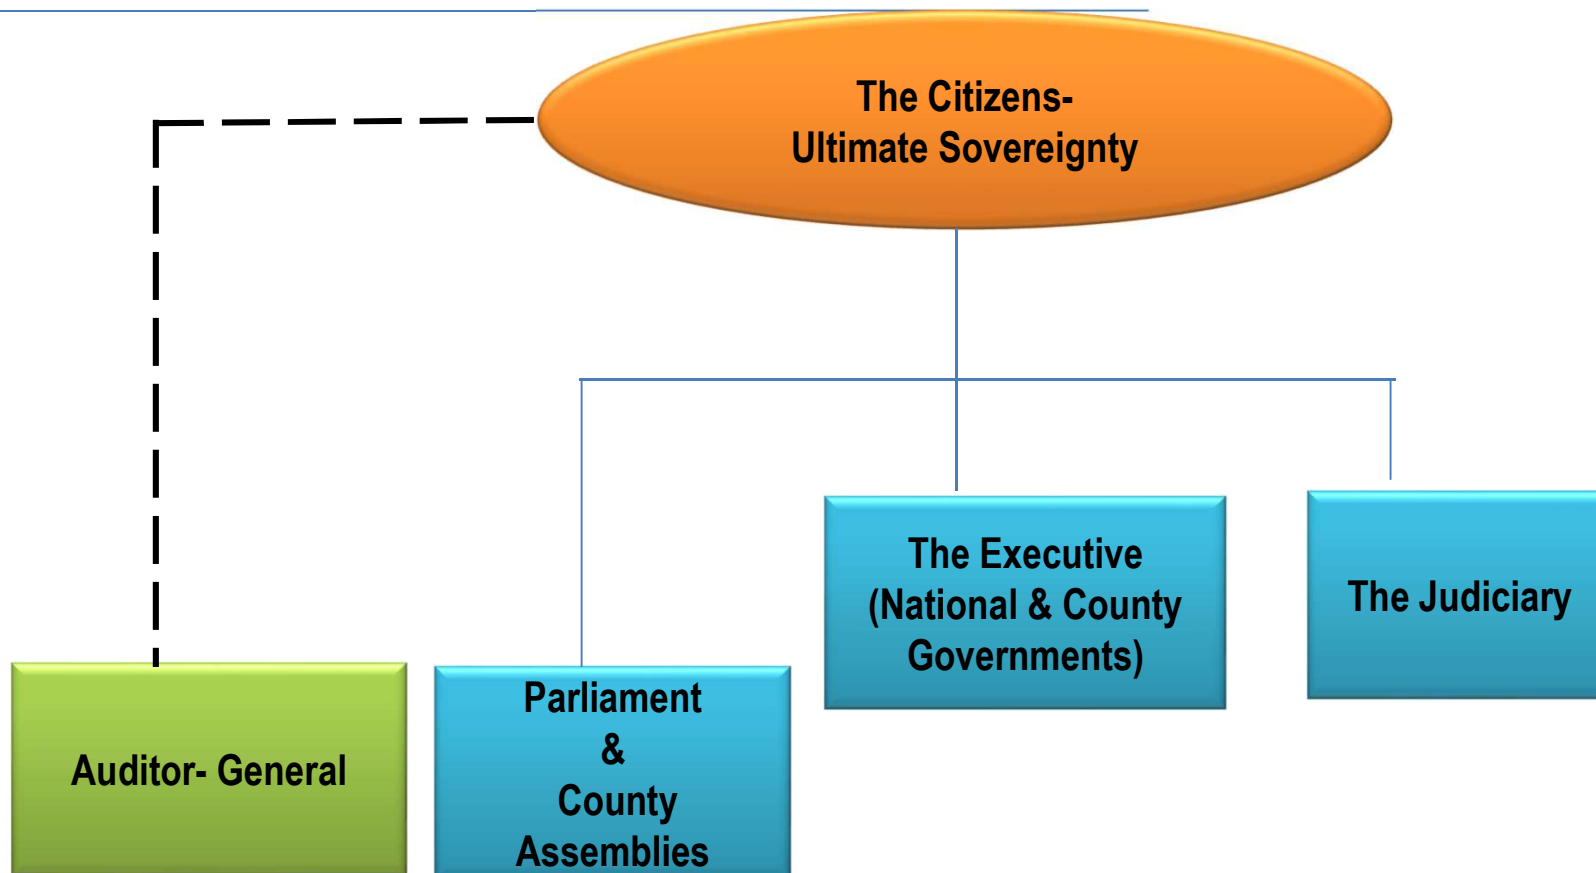 The Citizens-
Ultimate Sovereignty
The Executive
(National & County
Governments)
The Judiciary
Parliament
&
County
Assemblies
Auditor- General